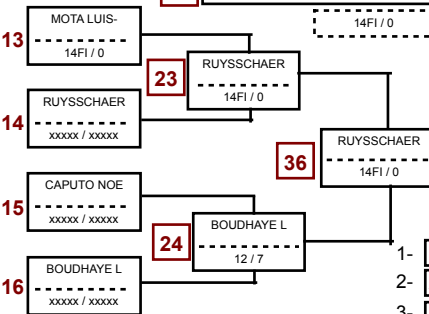 14FI / 0
13
MOTA LUIS-
14FI / 0
23
RUYSSCHAER
14FI / 0
14
RUYSSCHAER
xxxxx / xxxxx
36
RUYSSCHAER
14FI / 0
15
CAPUTO NOE
xxxxx / xxxxx
24
BOUDHAYE L
12 / 7
16
BOUDHAYE L
xxxxx / xxxxx
1-
2-
3-